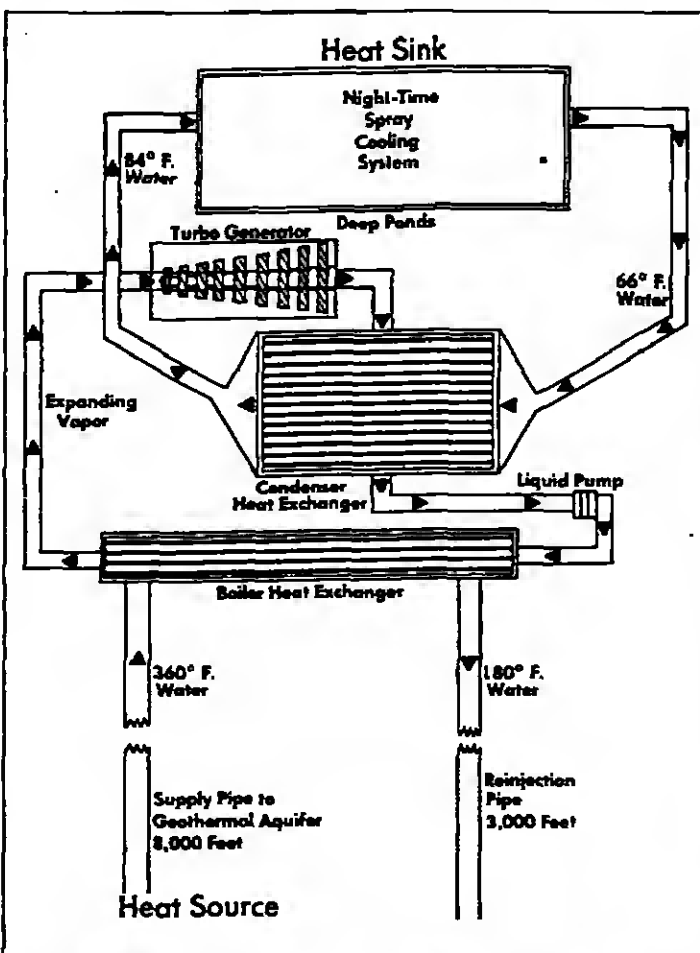 Heat Sink
Night-Time
Spray
Cooling
System
84° F.
Water
Deep Ponds
Turbo Generator
66° F.
Water
Expanding
Vapor
Condenser
Heat Exchanger
Liquid Pump
Boiler Heat Exchanger
360° F.
Water
180° F.
Water
Supply Pipe to
Geothermal Aquifer
8,000 Feet
Reinjection
Pipe
3,000 Feet
Heat Source